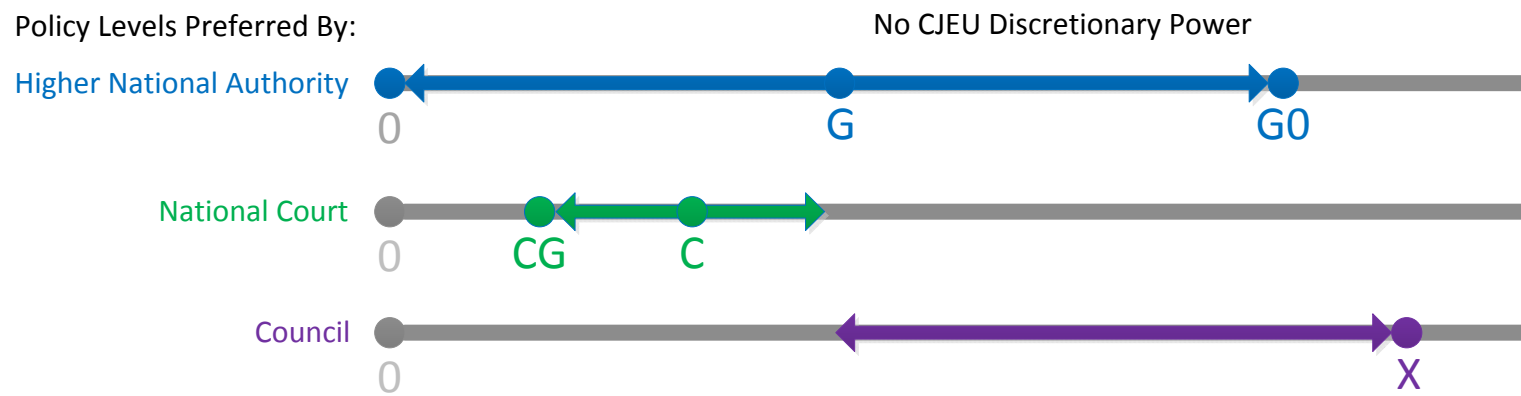 Policy Levels Preferred By:
No CJEU Discretionary Power
Higher National Authority
0
G
G0
National Court
0
CG
C
Council
0
X